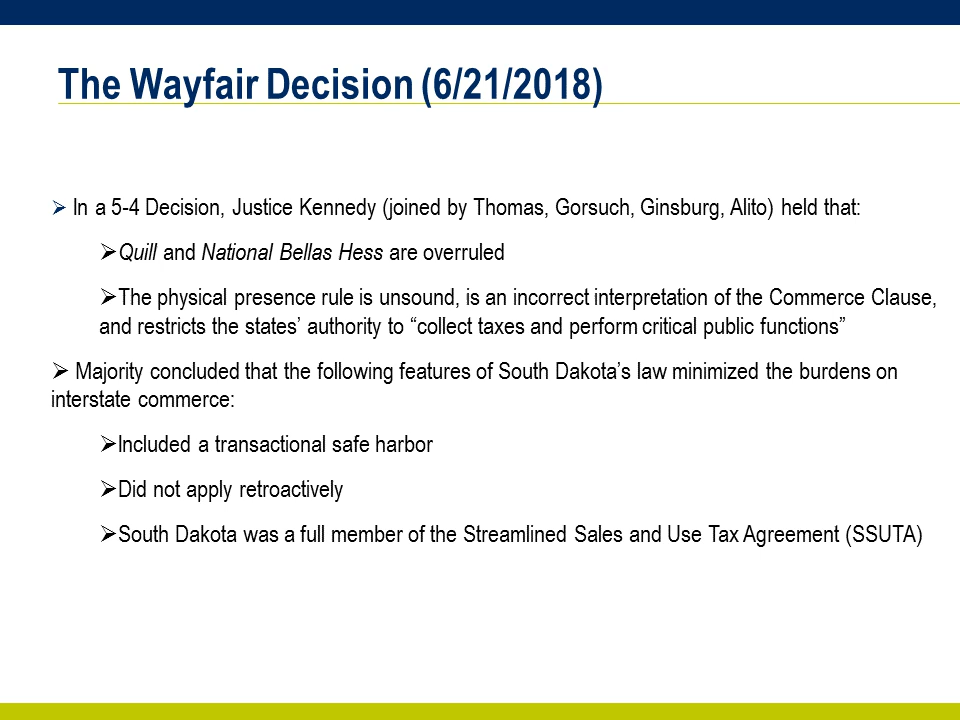 The Wayfair Decision (6/21/2018)
➢ In a 5-4 Decision, Justice Kennedy (joined by Thomas, Gorsuch, Ginsburg, Alito) held that:
➢Quill and National Bellas Hess are overruled
➢The physical presence rule is unsound, is an incorrect interpretation of the Commerce Clause,
and restricts the states’ authority to “collect taxes and perform critical public functions”
➢ Majority concluded that the following features of South Dakota’s law minimized the burdens on
interstate commerce:
➢Included a transactional safe harbor
➢Did not apply retroactively
➢South Dakota was a full member of the Streamlined Sales and Use Tax Agreement (SSUTA)